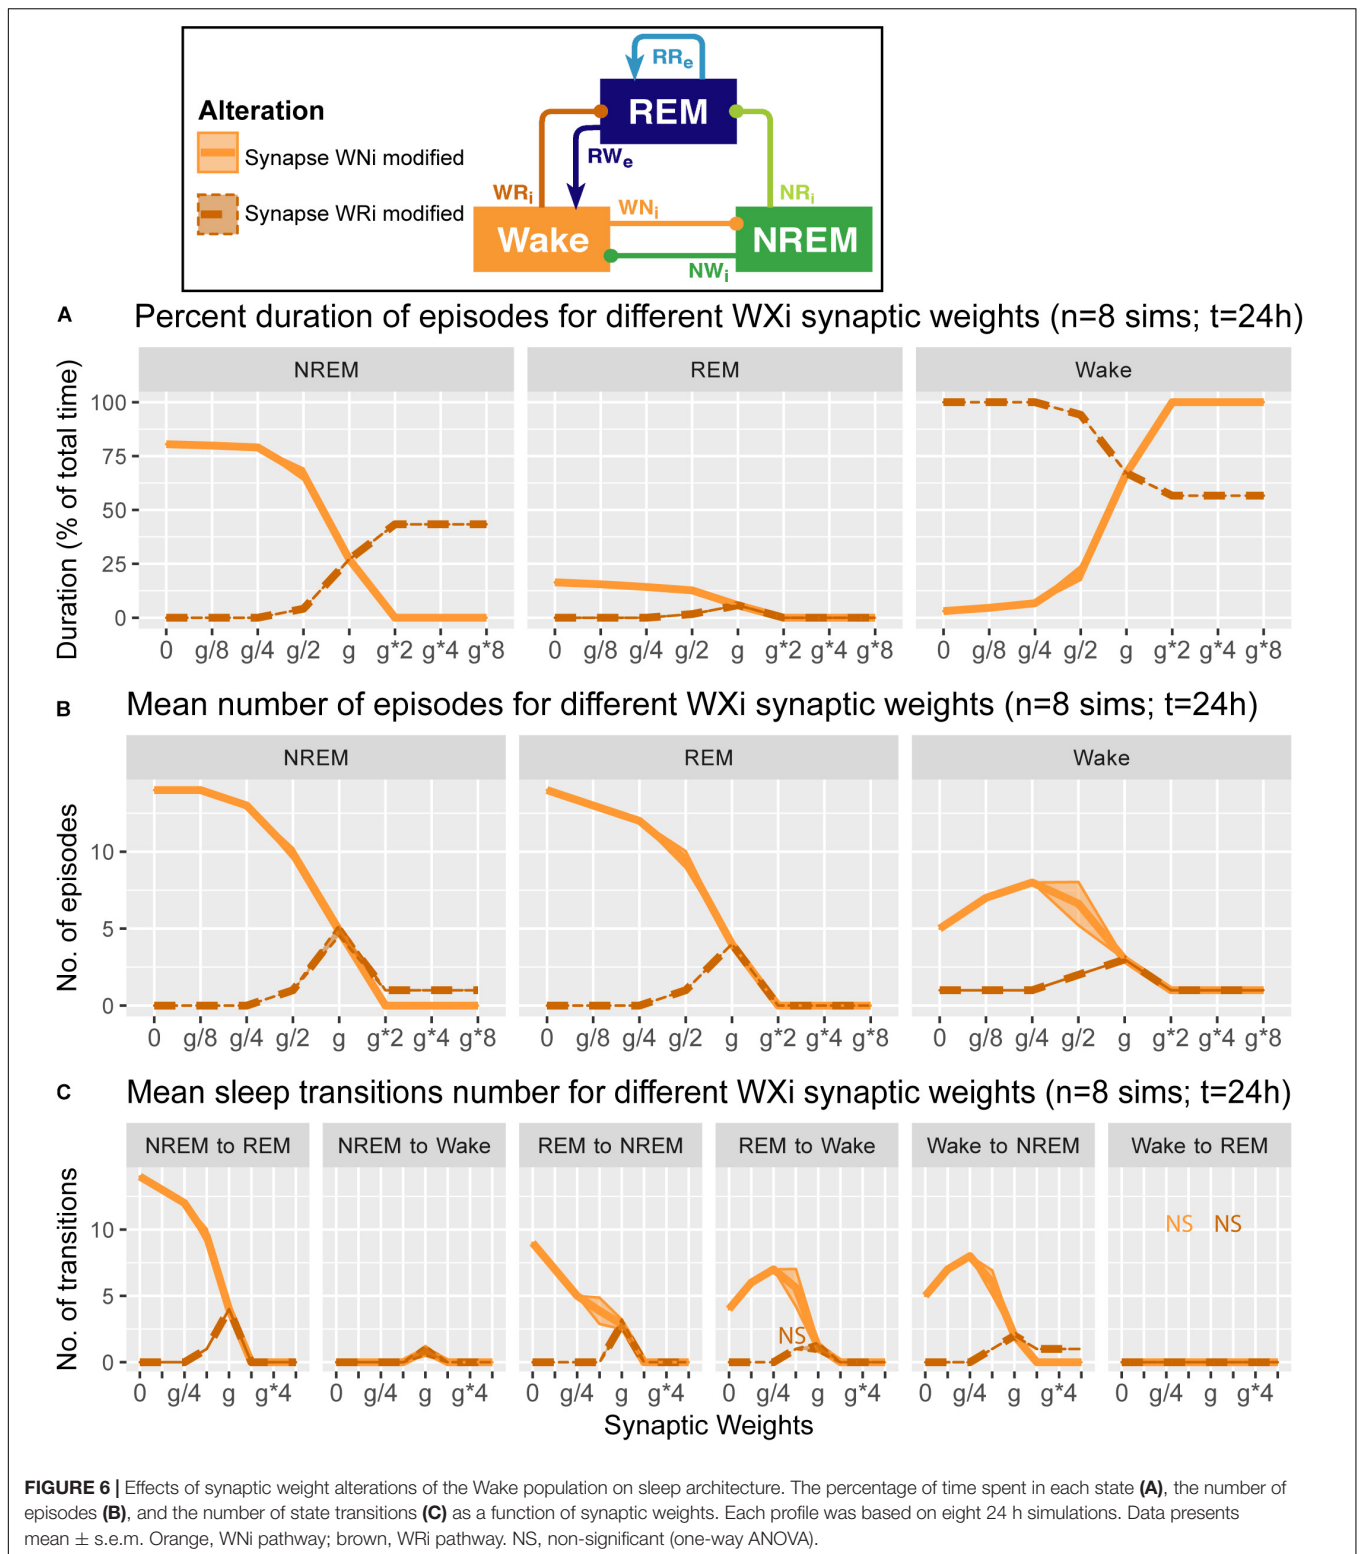 RRe
REM
Alteration
Synapse WNi modified
Synapse WRi modified
RWe
WRi
WNi
NRi
Wake
NREM
NWi
A
Percent duration of episodes for different WXi synaptic weights (n=8 sims; t=24h)
NREM REM Wake
Duration (% of total time)
100
75
50
25
0
0 g/8 g/4 g/2 g g*2 g*4 g*8
0 g/8 g/4 g/2 g g*2 g*4 g*8
0 g/8 g/4 g/2 g g*2 g*4 g*8
B
Mean number of episodes for different WXi synaptic weights (n=8 sims; t=24h)
NREM REM Wake
No. of episodes
10
5
0
0 g/8 g/4 g/2 g g*2 g*4 g*8
0 g/8 g/4 g/2 g g*2 g*4 g*8
0 g/8 g/4 g/2 g g*2 g*4 g*8
C
Mean sleep transitions number for different WXi synaptic weights (n=8 sims; t=24h)
NREM to REM NREM to Wake REM to NREM REM to Wake Wake to NREM Wake to REM
No. of transitions
10
5
0
NS
NS NS
0 g/4 g g*4
0 g/4 g g*4
0 g/4 g g*4
0 g/4 g g*4
0 g/4 g g*4
0 g/4 g g*4
Synaptic Weights
FIGURE 6 | Effects of synaptic weight alterations of the Wake population on sleep architecture. The percentage of time spent in each state (A), the number of
episodes (B), and the number of state transitions (C) as a function of synaptic weights. Each profile was based on eight 24 h simulations. Data presents
mean ± s.e.m. Orange, WNi pathway; brown, WRi pathway. NS, non-significant (one-way ANOVA).